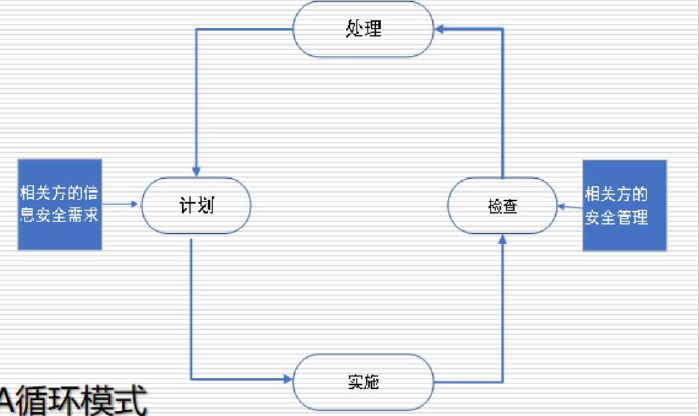 处理
相关方的信
息安全需求
计划
检查
相关方的
安全管理
实施
A循环模式